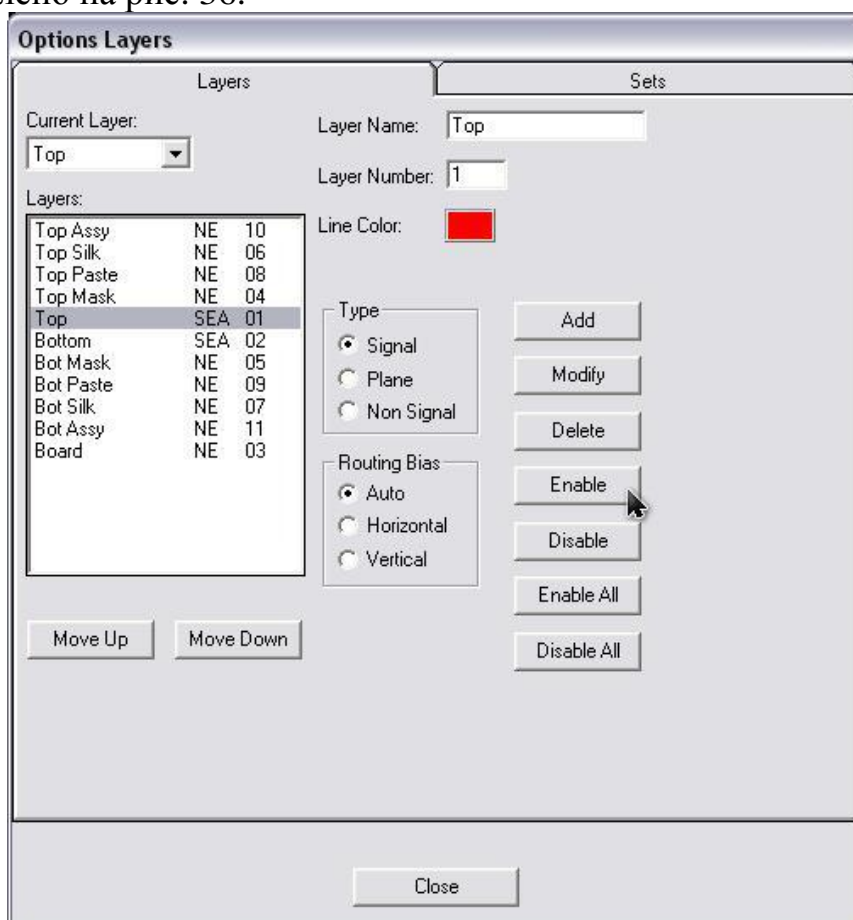 на рис. 38.
Options Layers
Layers
Sets
Current Layer:
Top
Layers:
Top Assy NE 10
Top Silk NE 06
Top Paste NE 08
Top Mask NE 04
Top SEA 01
Bottom SEA 02
Bot Mask NE 05
Bot Paste NE 09
Bot Silk NE 07
Bot Assy NE 11
Board NE 03
Move Up
Move Down
Layer Name: Top
Layer Number: 1
Line Color:
Type
Signal
Plane
Non Signal
Routing Bias
Auto
Horizontal
Vertical
Add
Modify
Delete
Enable
Disable
Enable All
Disable All
Close